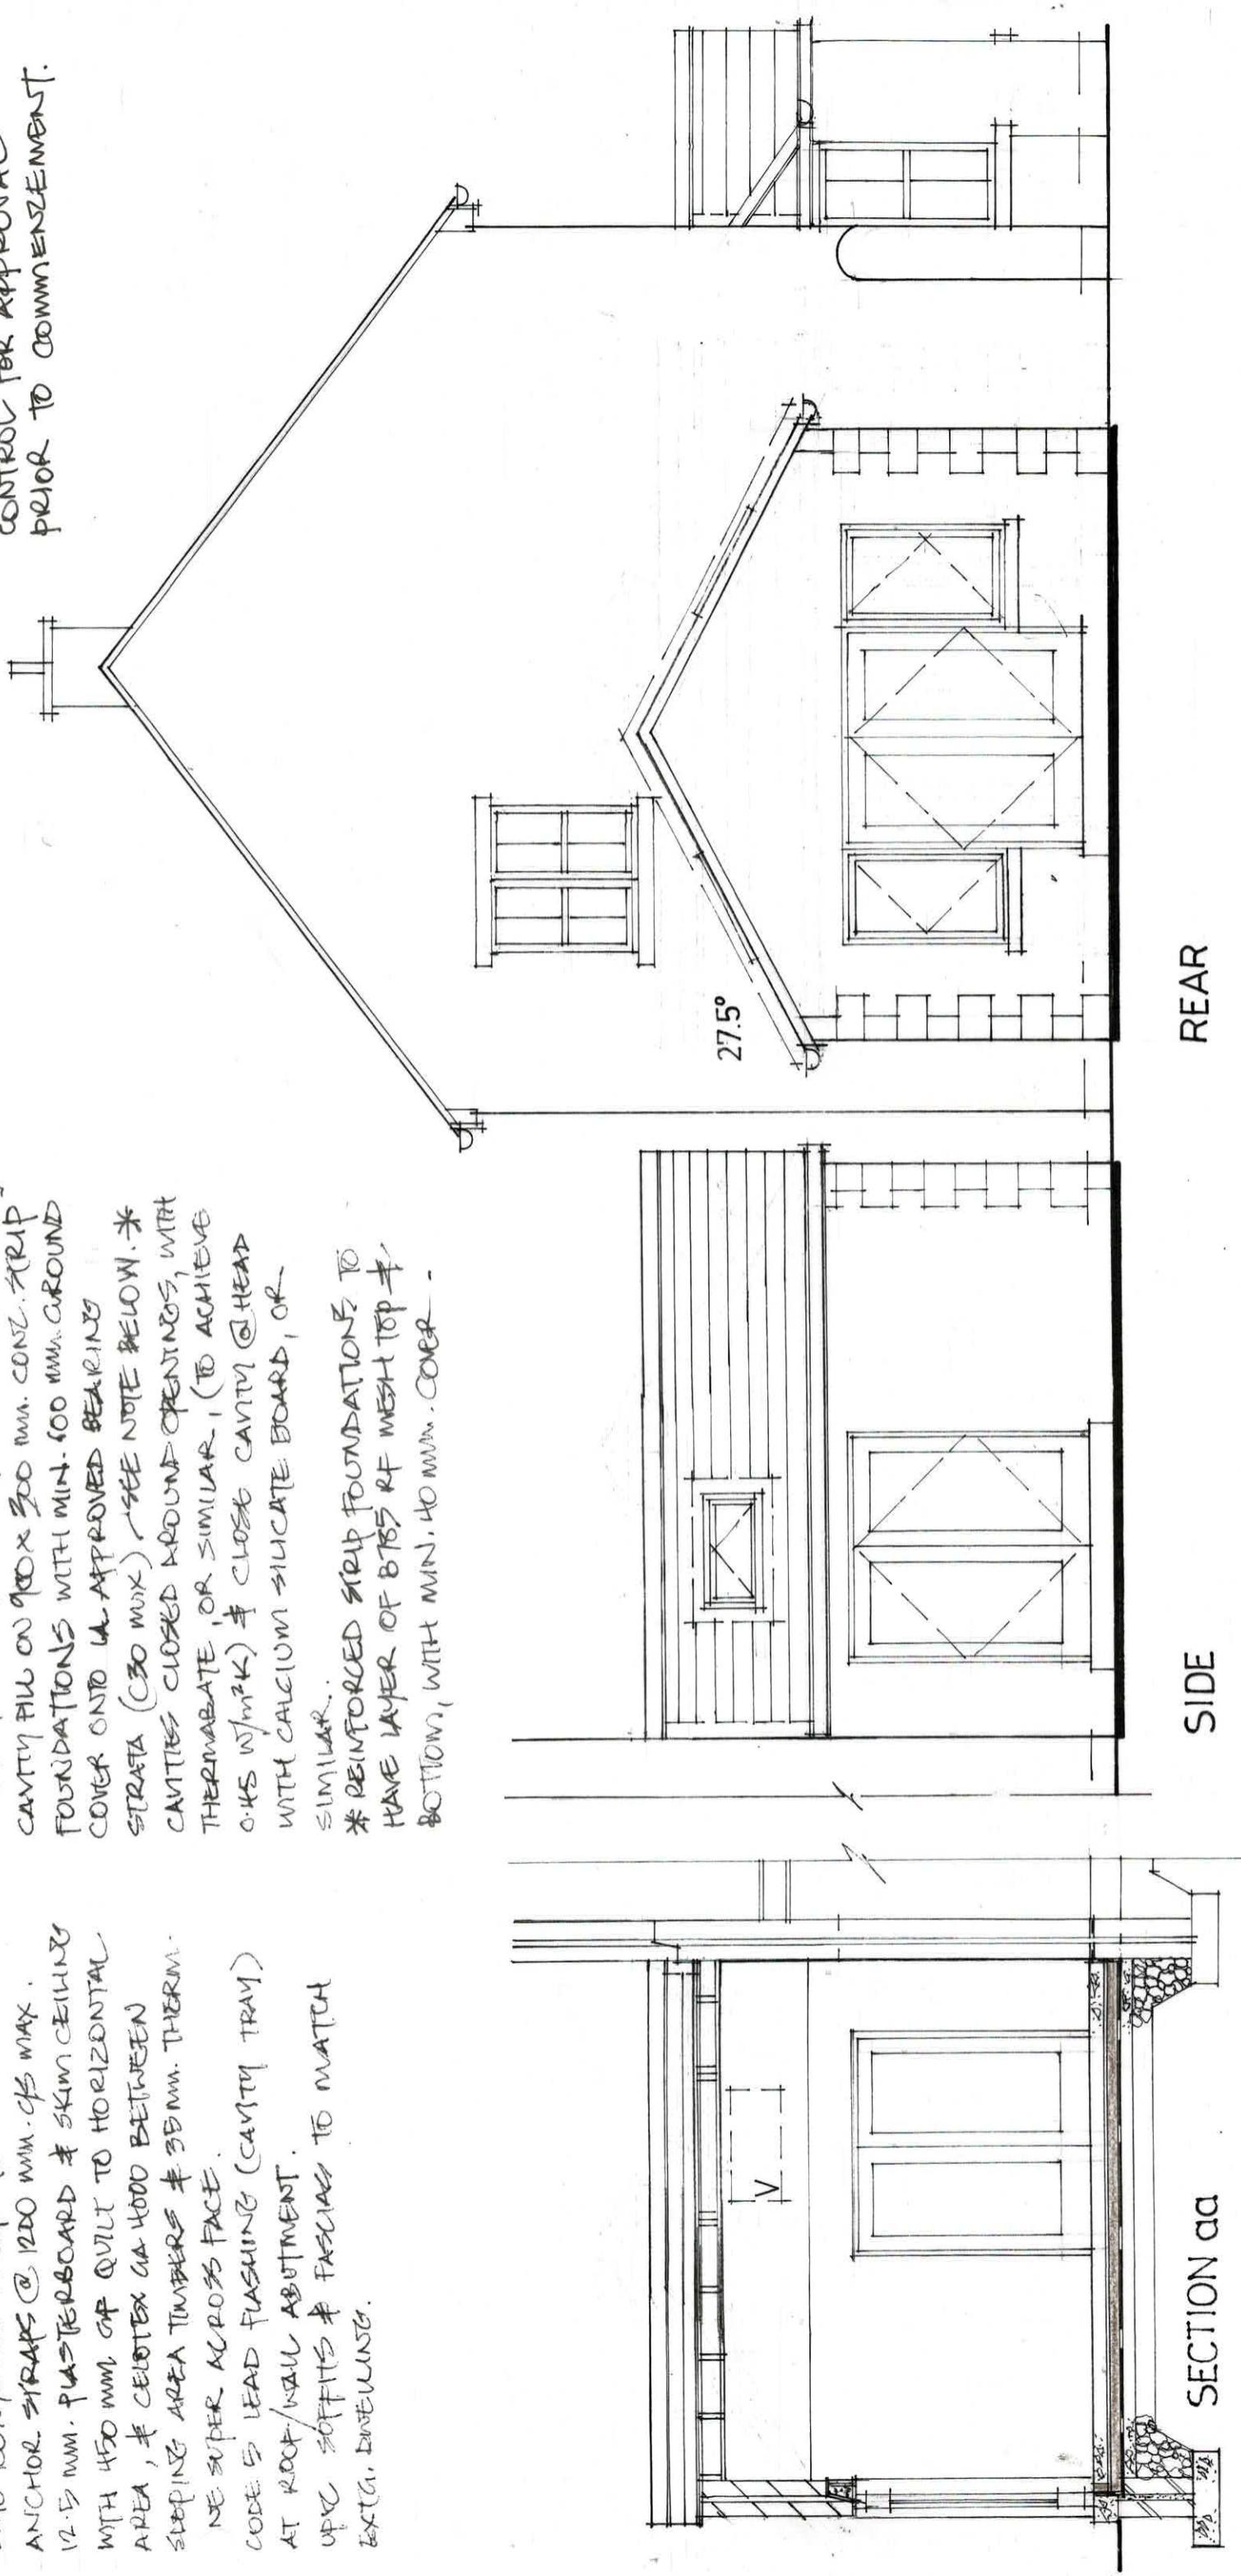 ANCHOR STRAPS @ 1200 MM. C/S MAX.
12.5 MM. PLASTERBOARD & SKIM CEILING
WITH 450 MM. GF QUILT TO HORIZONTAL
AREA, & CELOTEX GA 4000 BETWEEN
SLOPING AREA TIMBERS & 35 MM. THERM-
NE SUPER ACROSS FACE.
CODE 5 LEAD FLASHING (CAVITY TRAY)
AT ROOF/WALL ABUTMENT.
UPVC SOFFITS & FASCIAS TO MATCH
EXTG. DWELLING.
CAVITY FILL ON 900 X 300 MM. CONC. STRIP
FOUNDATIONS WITH MIN. 600 MM. GROUND
COVER ONTO LA. APPROVED BEARING
STRATA (C30 MIX) SEE NOTE BELOW. *
CAVITIES CLOSED AROUND OPENINGS, WITH
THERMABATE, OR SIMILAR, (TO ACHIEVE
0.45 W/m²K) & CLOSE CAVITY @ HEAD
WITH CALCIUM SILICATE BOARD, OR
SIMILAR..
* REINFORCED STRIP FOUNDATIONS TO
HAVE LAYER OF B785 RF MESH TOP &
BOTTOM, WITH MIN. 40 MM. COVER.
CONTROL FOR APPROVAL
PRIOR TO COMMENZEMENT.
27.5°
V
SECTION aa
SIDE
REAR